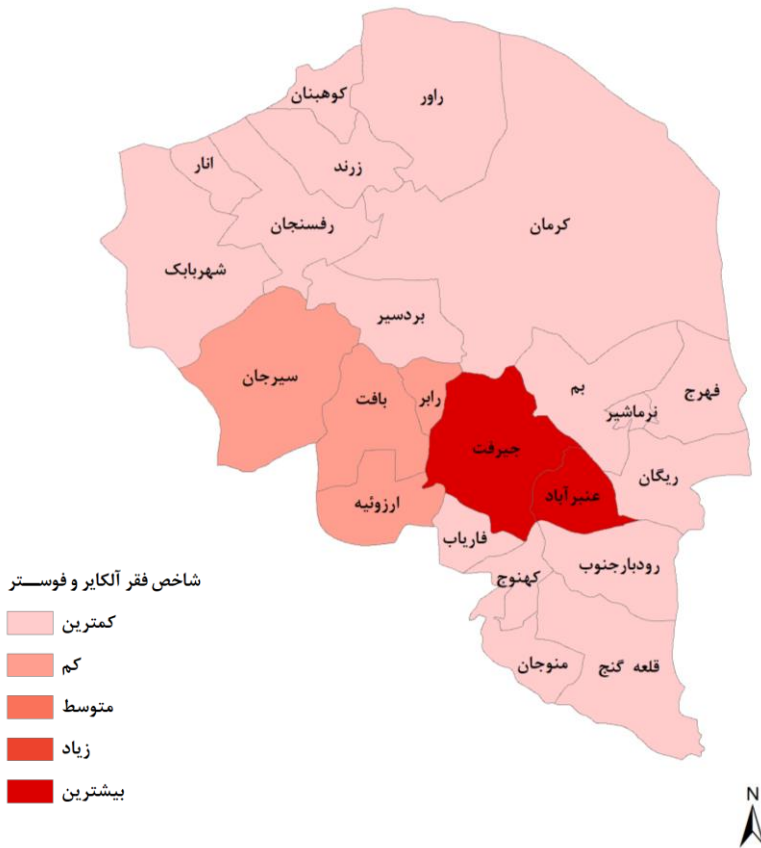 کوهبنان
راور
انار
زرند
رفسنجان
کرمان
شهربابک
بردسیر
سیرجان
بافت
رابر
بم
نرماشیر
فهرج
جیرفت
عنبرآباد
ریگان
ارزوئیه
فاریاب
کهنوج
رودبارجنوب
منوجان
قلعه گنج
شاخص فقر آلکایر و فوستر
کمترین
کم
متوسط
زیاد
بیشترین
N